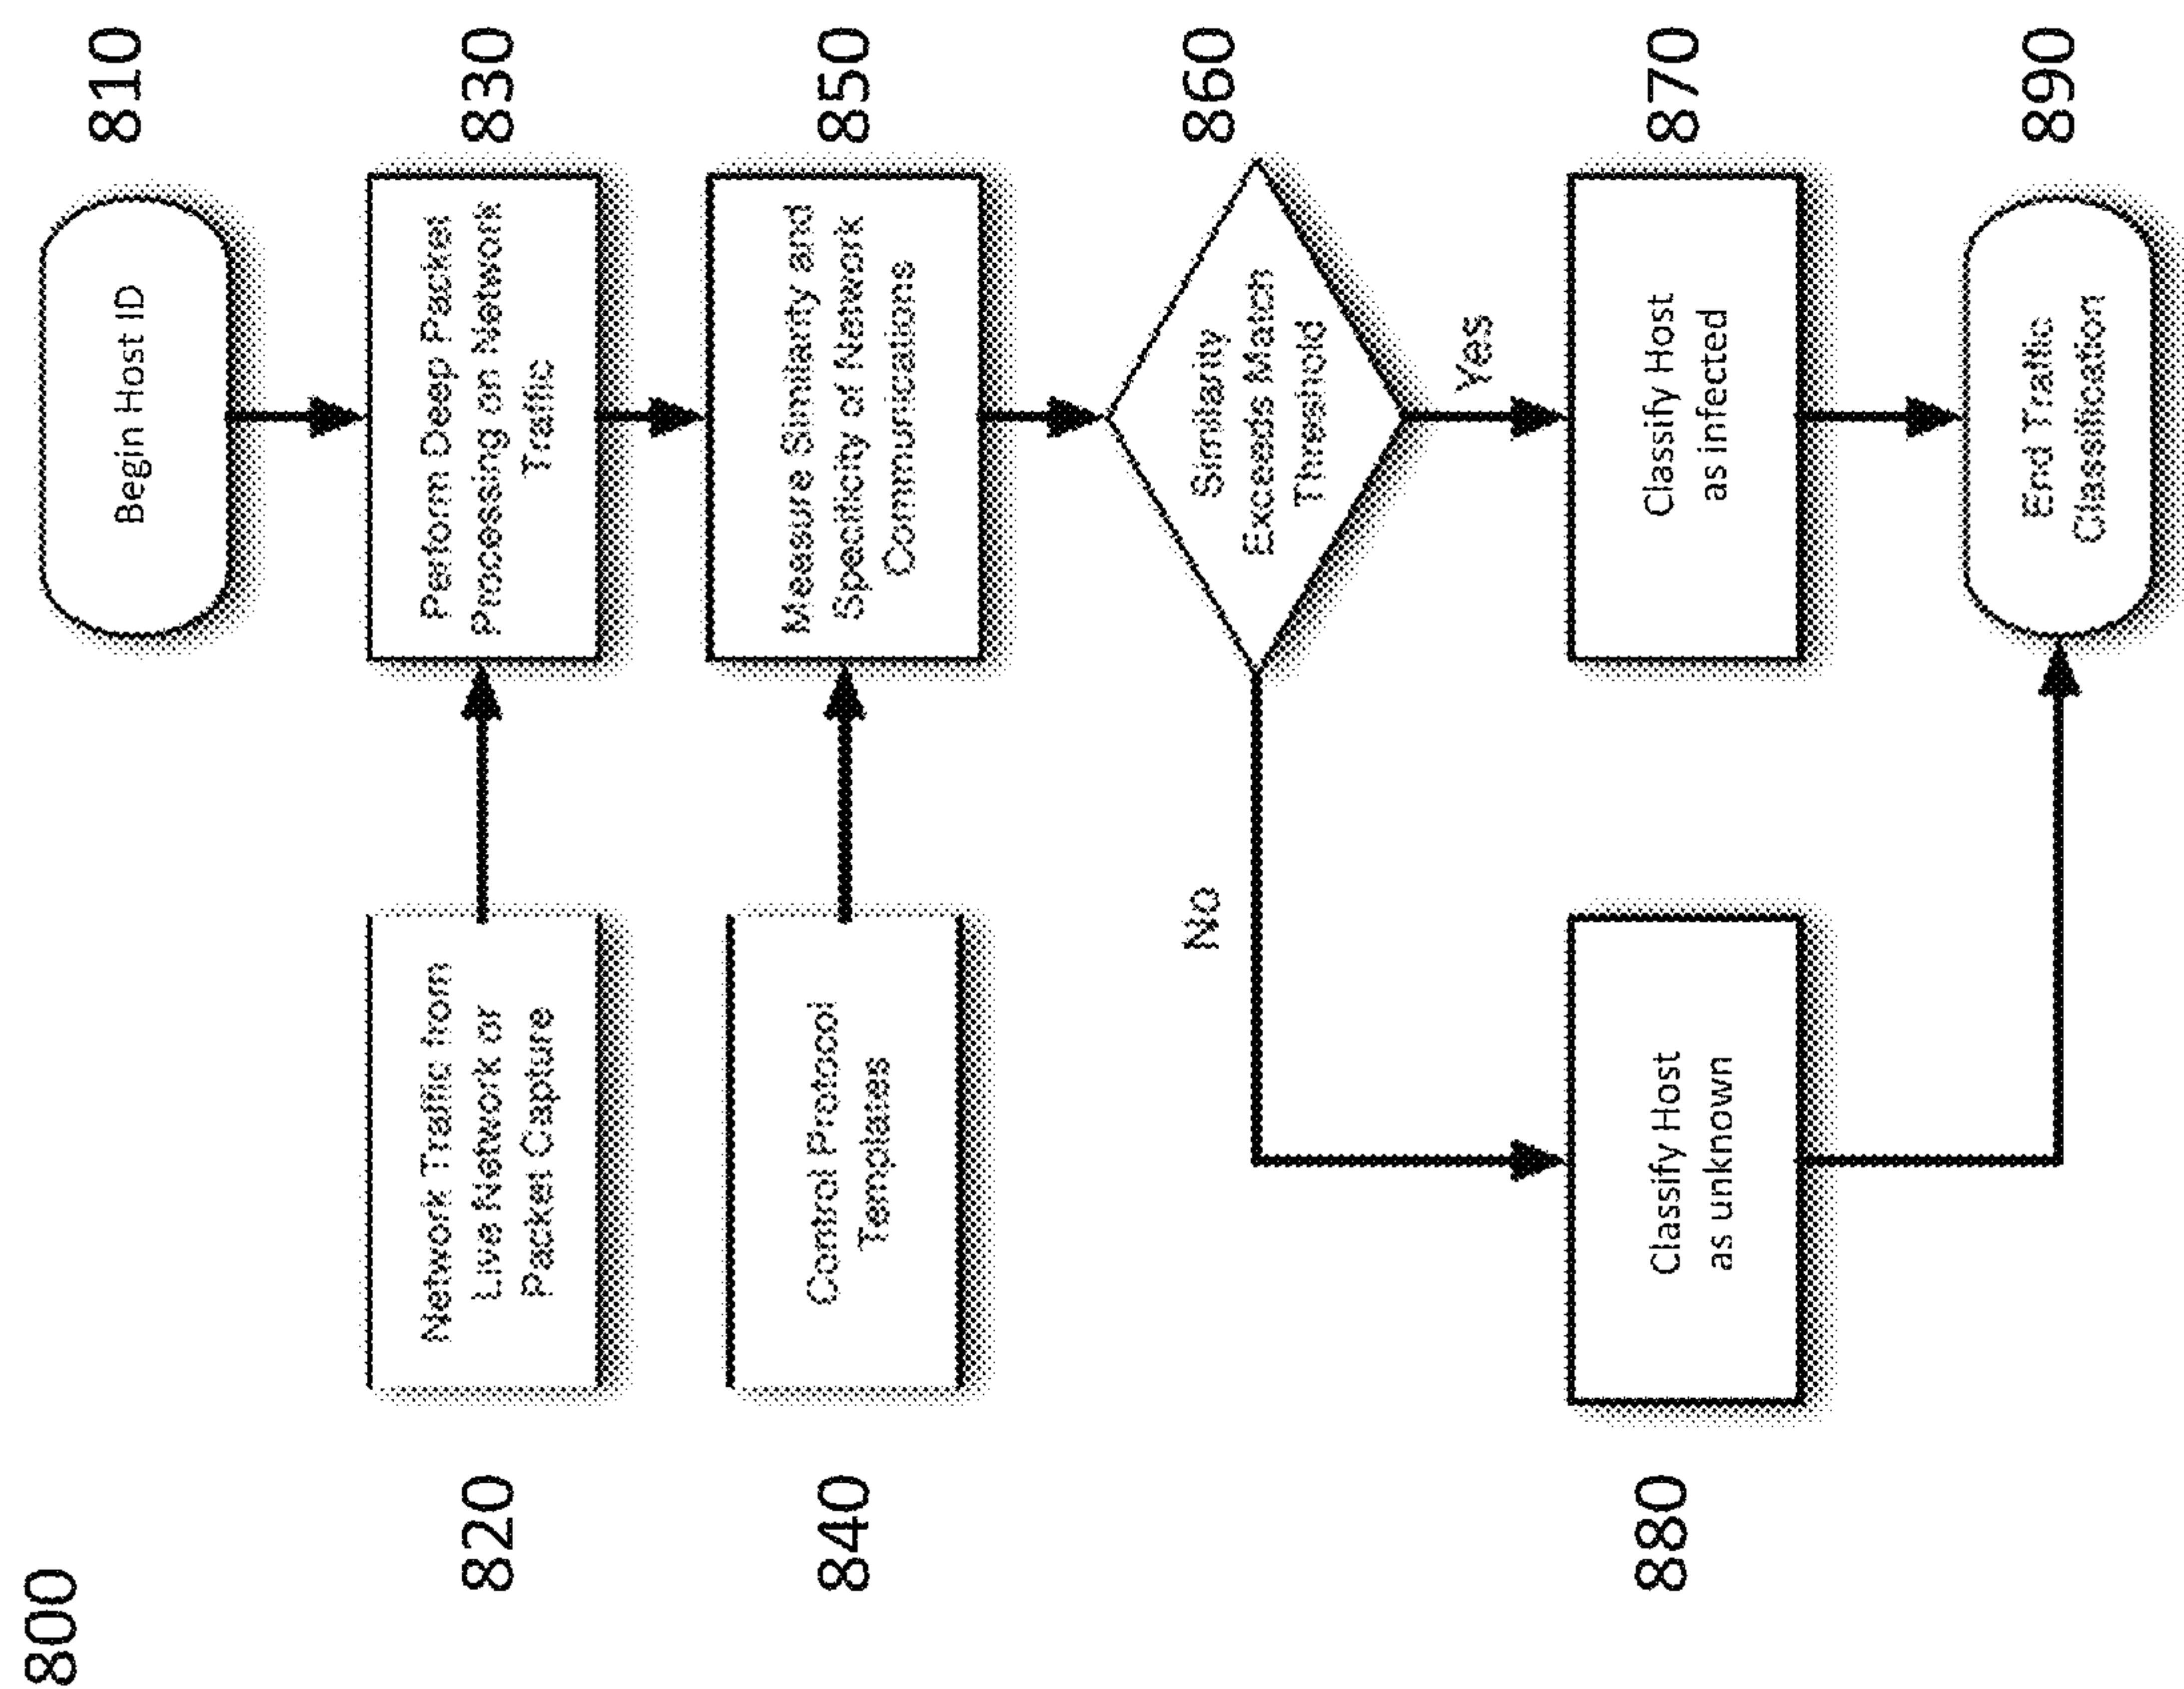 800
Begin Host ID
810
820
Network Traffic from
Live Network or
Packet Capture
Perform Deep Packet
Processing on Network
Traffic
830
840
Control Protocol
Templates
Measure Similarity and
Specificity of Network
Communications
850
No
Similarity
Exceeds Match
Threshold
860
Yes
880
Classify Host
as unknown
Classify Host
as infected
870
End Traffic
Classification
890